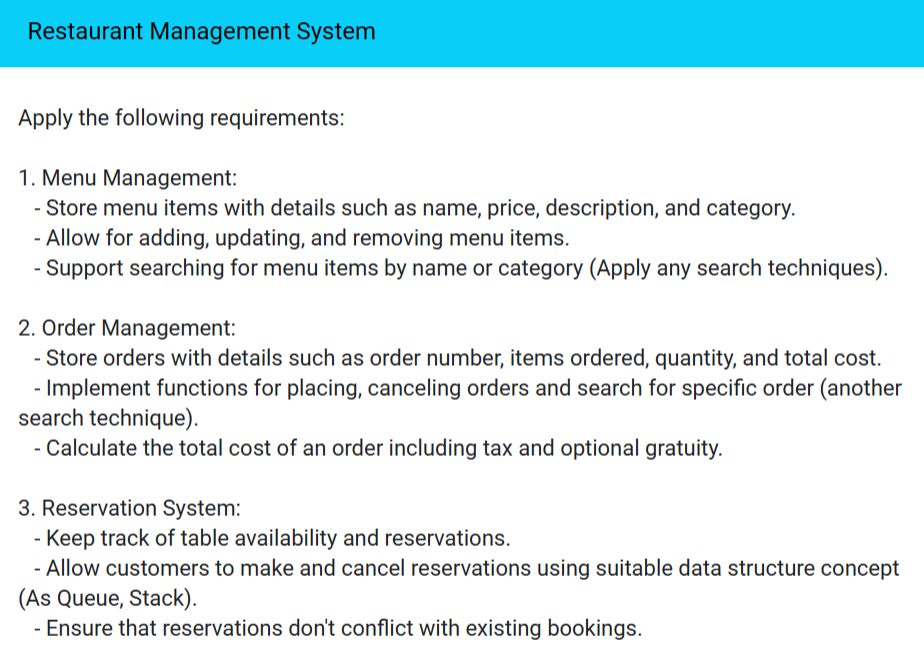 Restaurant Management System
Apply the following requirements:
1. Menu Management:
- Store menu items with details such as name, price, description, and category.
- Allow for adding, updating, and removing menu items.
- Support searching for menu items by name or category (Apply any search techniques).
2. Order Management:
- Store orders with details such as order number, items ordered, quantity, and total cost.
- Implement functions for placing, canceling orders and search for specific order (another
search technique).
- Calculate the total cost of an order including tax and optional gratuity.
3. Reservation System:
- Keep track of table availability and reservations.
- Allow customers to make and cancel reservations using suitable data structure concept
(As Queue, Stack).
- Ensure that reservations don't conflict with existing bookings.